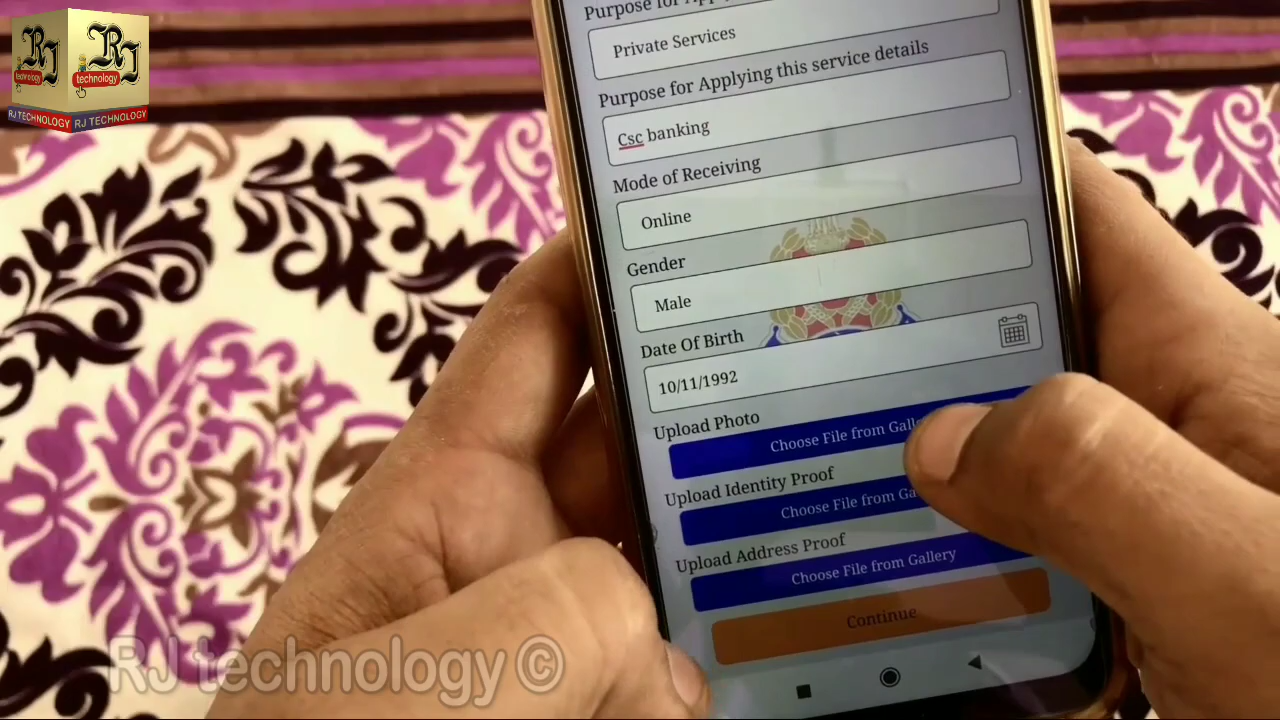 RJ
technology
RJ
technology
RJ TECHNOLOGY
RJ TECHNOLOGY
Purpose for
Private Services
Purpose for Applying this service details
Csc banking
Mode of Receiving
Online
Gender
Male
Date Of Birth
10/11/1992
Upload Photo
Choose File from
Upload Identity Proof
Choose File from
Upload Address Proof
Choose File from Gallery
Continue
RJ technology ©